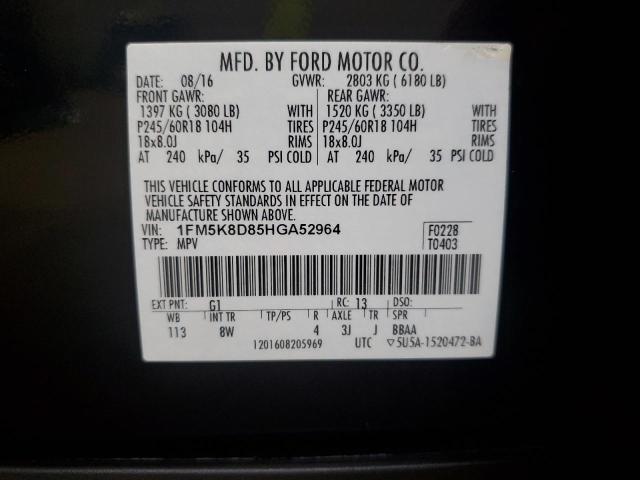 MFD. BY FORD MOTOR CO.
DATE: 08/16 GVWR: 2803 KG ( 6180 LB)
FRONT GAWR: REAR GAWR:
1397 KG ( 3080 LB) WITH 1520 KG ( 3350 LB) WITH
P245/60R18 104H TIRES P245/60R18 104H TIRES
18x8.0J RIMS 18x8.0J RIMS
AT 240 kPa/ 35 PSI COLD AT 240 kPa/ 35 PSI COLD
THIS VEHICLE CONFORMS TO ALL APPLICABLE FEDERAL MOTOR
VEHICLE SAFETY STANDARDS IN EFFECT ON THE DATE OF
MANUFACTURE SHOWN ABOVE.
VIN: 1FM5K8D85HGA52964 F0228
TYPE: MPV T0403
EXT PNT: G1 RC: 13 DSO:
WB INT TR TP/PS R AXLE TR SPR
113 8W 4 3J J BBAA
1201608205969 UTC ▽5U5A-1520472-BA